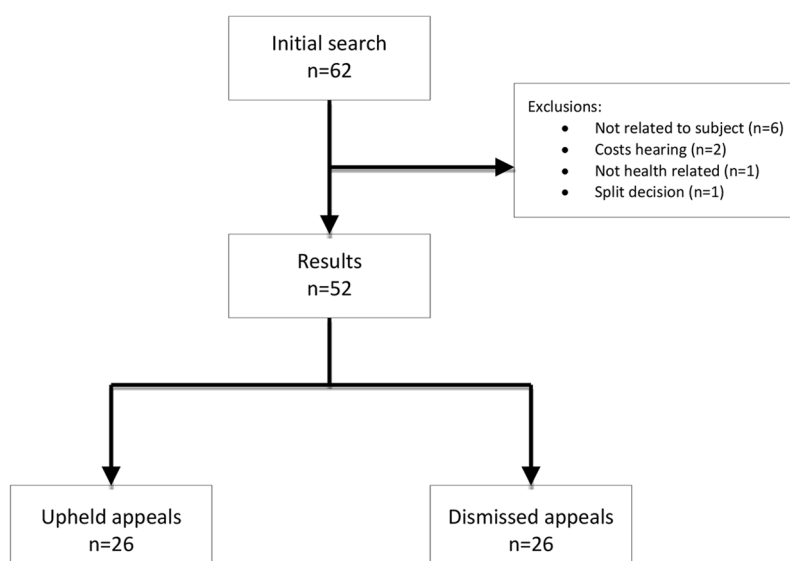 Initial search
n=62
Exclusions:
• Not related to subject (n=6)
• Costs hearing (n=2)
• Not health related (n=1)
• Split decision (n=1)
Results
n=52
Upheld appeals
n=26
Dismissed appeals
n=26